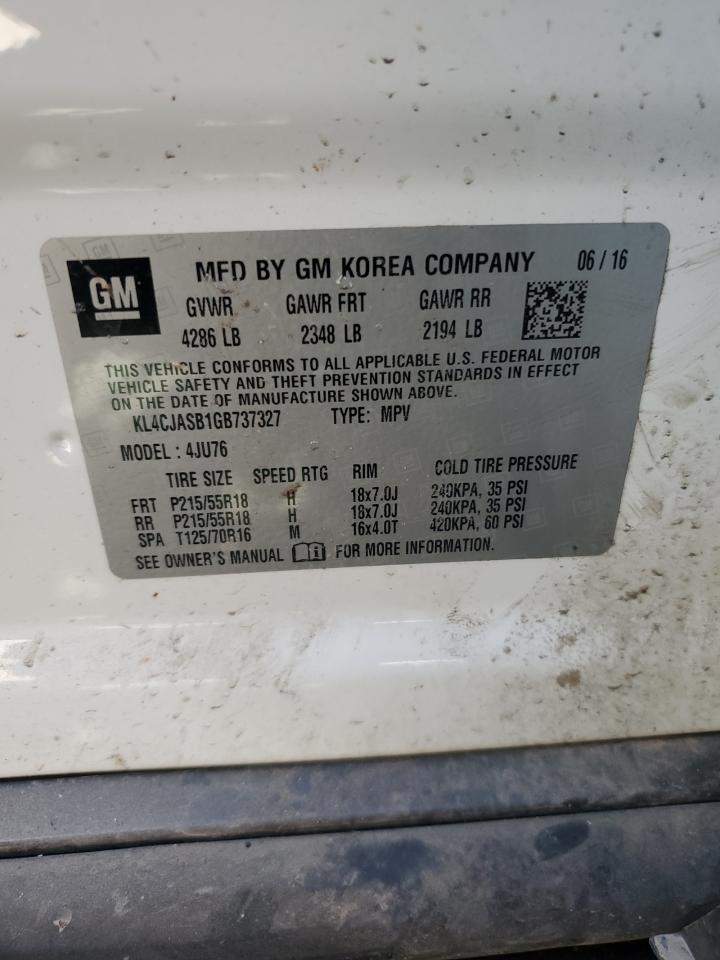 GM
MFD BY GM KOREA COMPANY 06 / 16
GVWR GAWR FRT GAWR RR
4286 LB 2348 LB 2194 LB
THIS VEHICLE CONFORMS TO ALL APPLICABLE U.S. FEDERAL MOTOR
VEHICLE SAFETY AND THEFT PREVENTION STANDARDS IN EFFECT
ON THE DATE OF MANUFACTURE SHOWN ABOVE.
KL4CJASB1GB737327 TYPE: MPV
MODEL : 4JU76
TIRE SIZE SPEED RTG RIM COLD TIRE PRESSURE
FRT P215/55R18 H 18x7.0J 240KPA, 35 PSI
RR P215/55R18 H 18x7.0J 240KPA, 35 PSI
SPA T125/70R16 M 16x4.0T 420KPA, 60 PSI
SEE OWNER'S MANUAL FOR MORE INFORMATION.